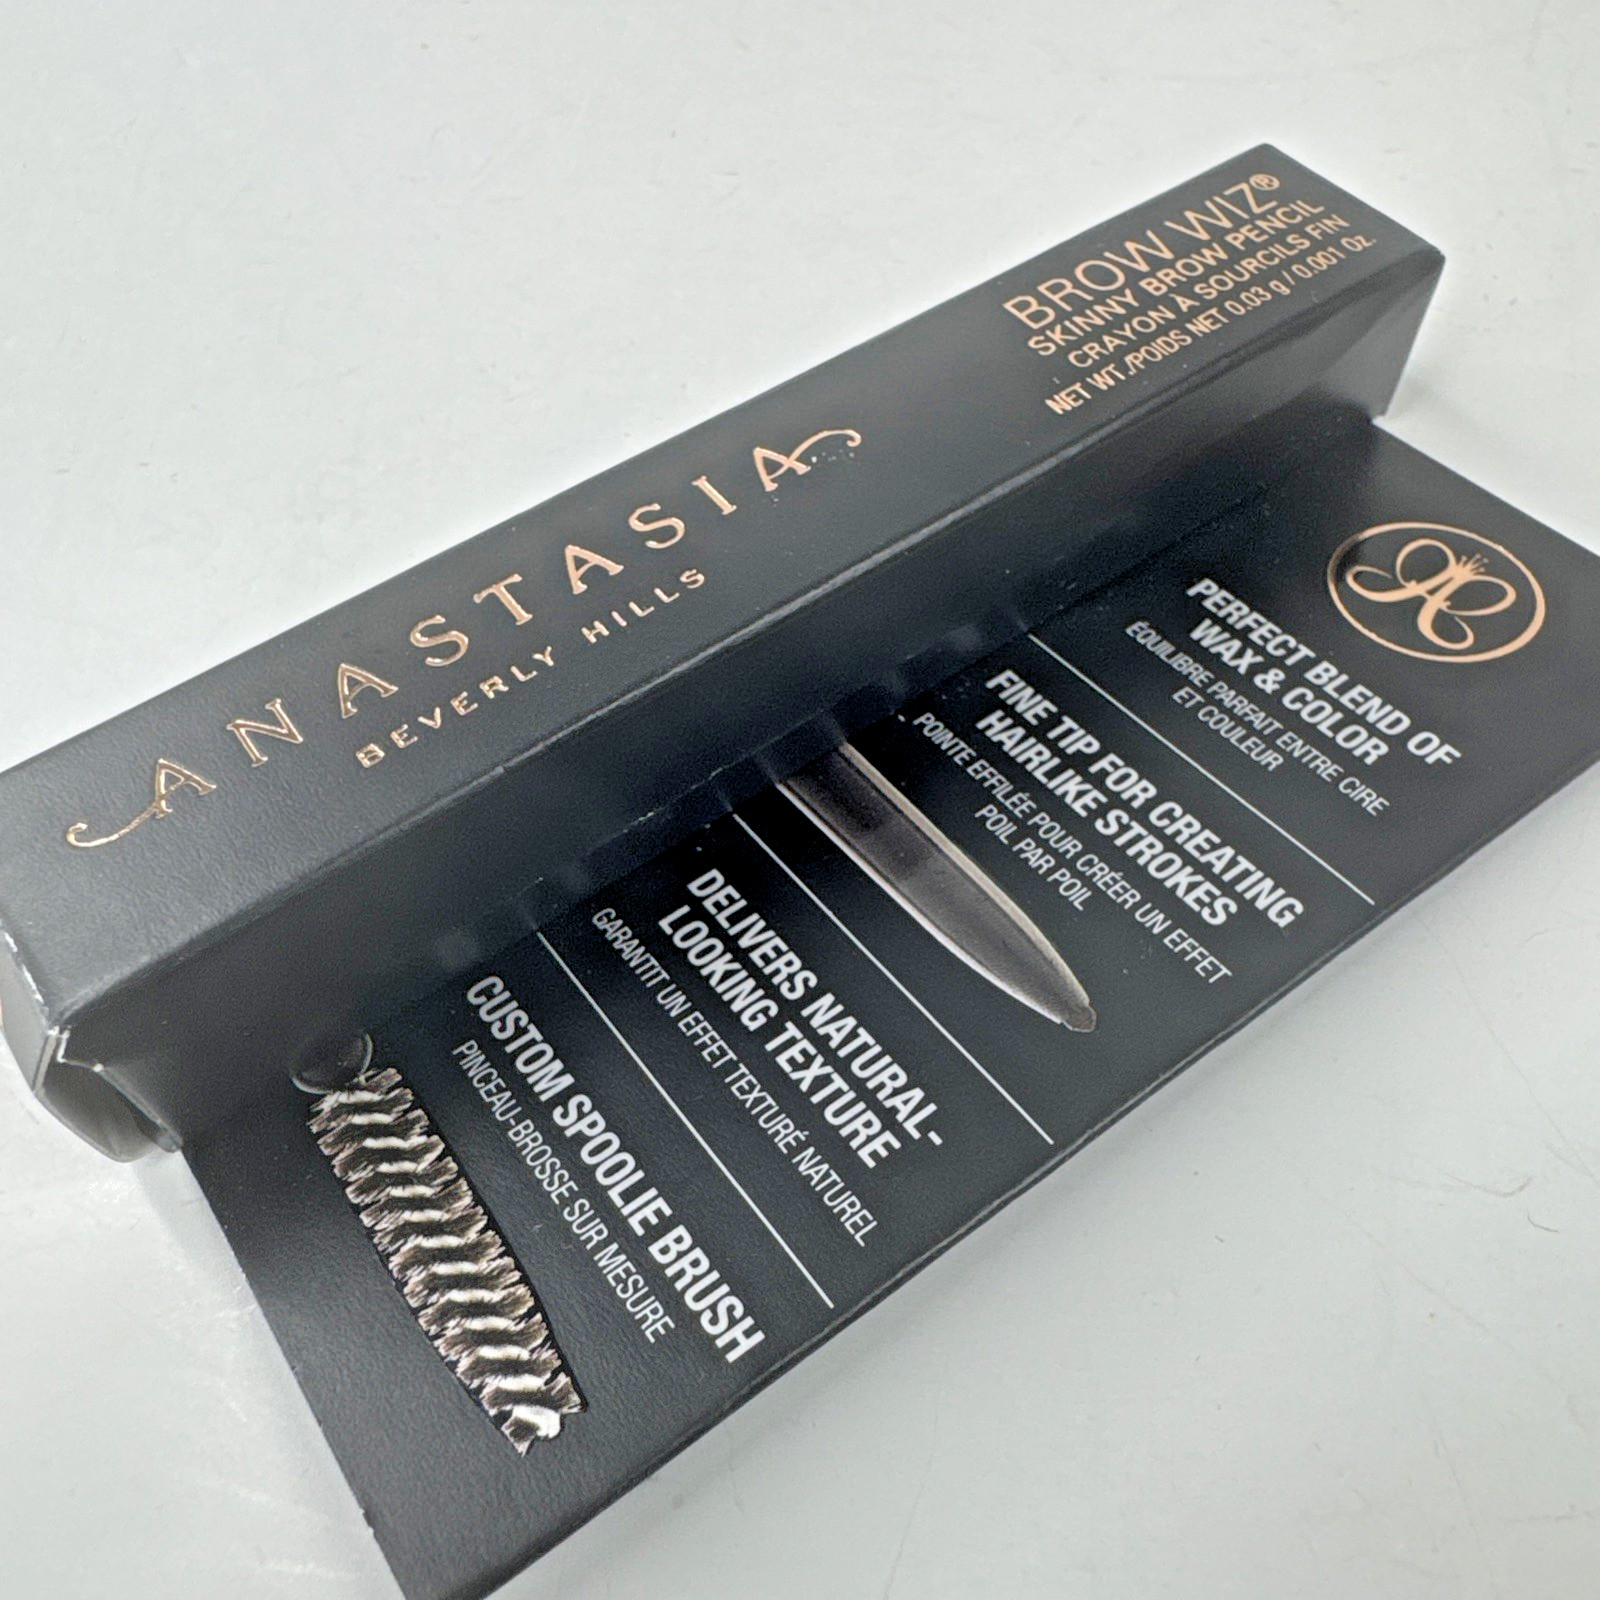 ANASTASIA
BEVERLY HILLS
BROW WIZ®
SKINNY BROW PENCIL
CRAYON À SOURCILS FIN
NET WT./POIDS NET 0.03 g / 0.001 Oz.
PERFECT BLEND OF
WAX & COLOR
ÉQUILIBRE PARFAIT ENTRE CIRE
ET COULEUR
FINE TIP FOR CREATING
HAIRLIKE STROKES
POINTE EFFILÉE POUR CRÉER UN EFFET
POIL PAR POIL
DELIVERS NATURAL-
LOOKING TEXTURE
GARANTIT UN EFFET TEXTURÉ NATUREL
CUSTOM SPOOLIE BRUSH
PINCEAU-BROSSE SUR MESURE